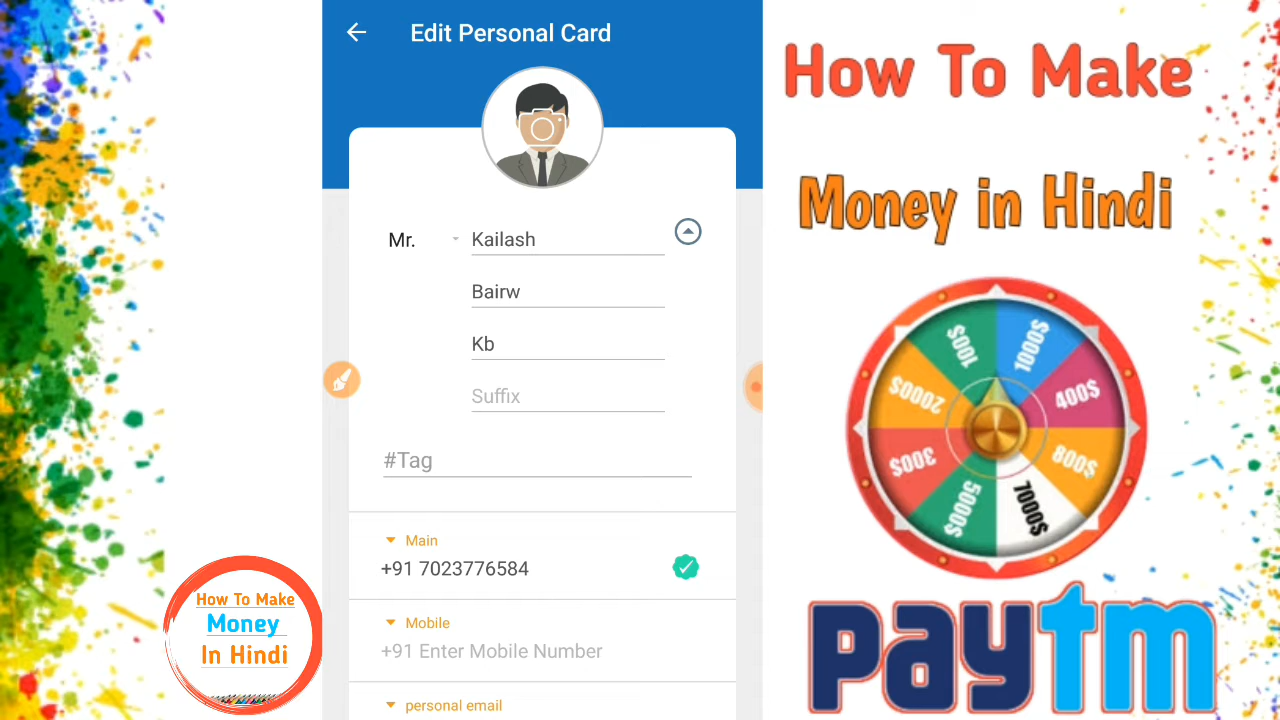 Edit Personal Card
Mr.
Kailash
Bairw
Kb
Suffix
#Tag
Main
+91 7023776584
Mobile
+91 Enter Mobile Number
personal email
How To Make
Money
In Hindi
How To Make
Money in Hindi
100$
1000$
400$
800$
700$
5000$
300$
2000$
paytm